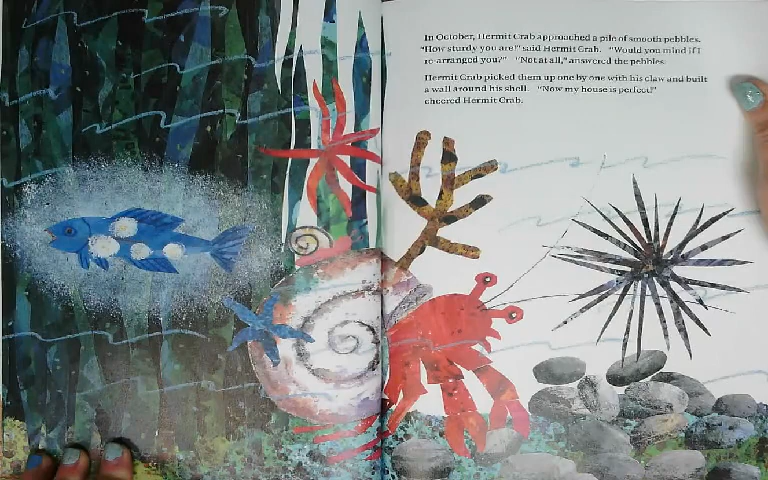 In October, Hermit Crab approached a pile of smooth pebbles.
"How sturdy you are!" said Hermit Crab. "Would you mind if I
re-arranged you?" "Not at all," answered the pebbles.
Hermit Crab picked them up one by one with his claw and built
a wall around his shell. "Now my house is perfect!"
cheered Hermit Crab.